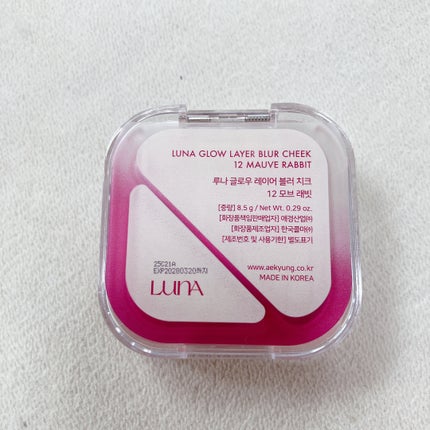 LUNA GLOW LAYER BLUR CHEEK
12 MAUVE RABBIT
루나 글로우 레이어 블러 치크
12 모브 래빗
[중량] 8.5 g / Net Wt. 0.29 oz.
[화장품책임판매업자] 애경산업㈜
[화장품제조업자] 한국콜마㈜
[제조번호 및 사용기한] 별도표기
www.aekyung.co.kr
MADE IN KOREA
25C21A
EXP20280320까지
LUNA